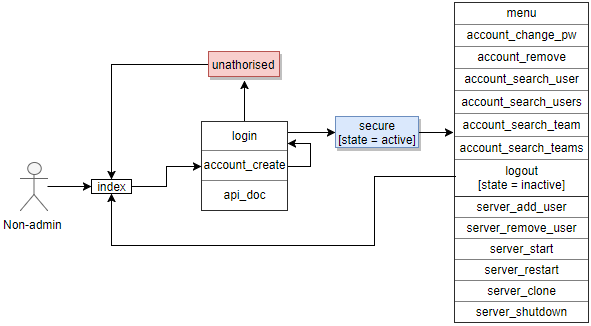 unathorised
login
account_create
api_doc
secure
[state = active]
index
Non-admin
menu
account_change_pw
account_remove
account_search_user
account_search_users
account_search_team
account_search_teams
logout
[state = inactive]
server_add_user
server_remove_user
server_start
server_restart
server_clone
server_shutdown